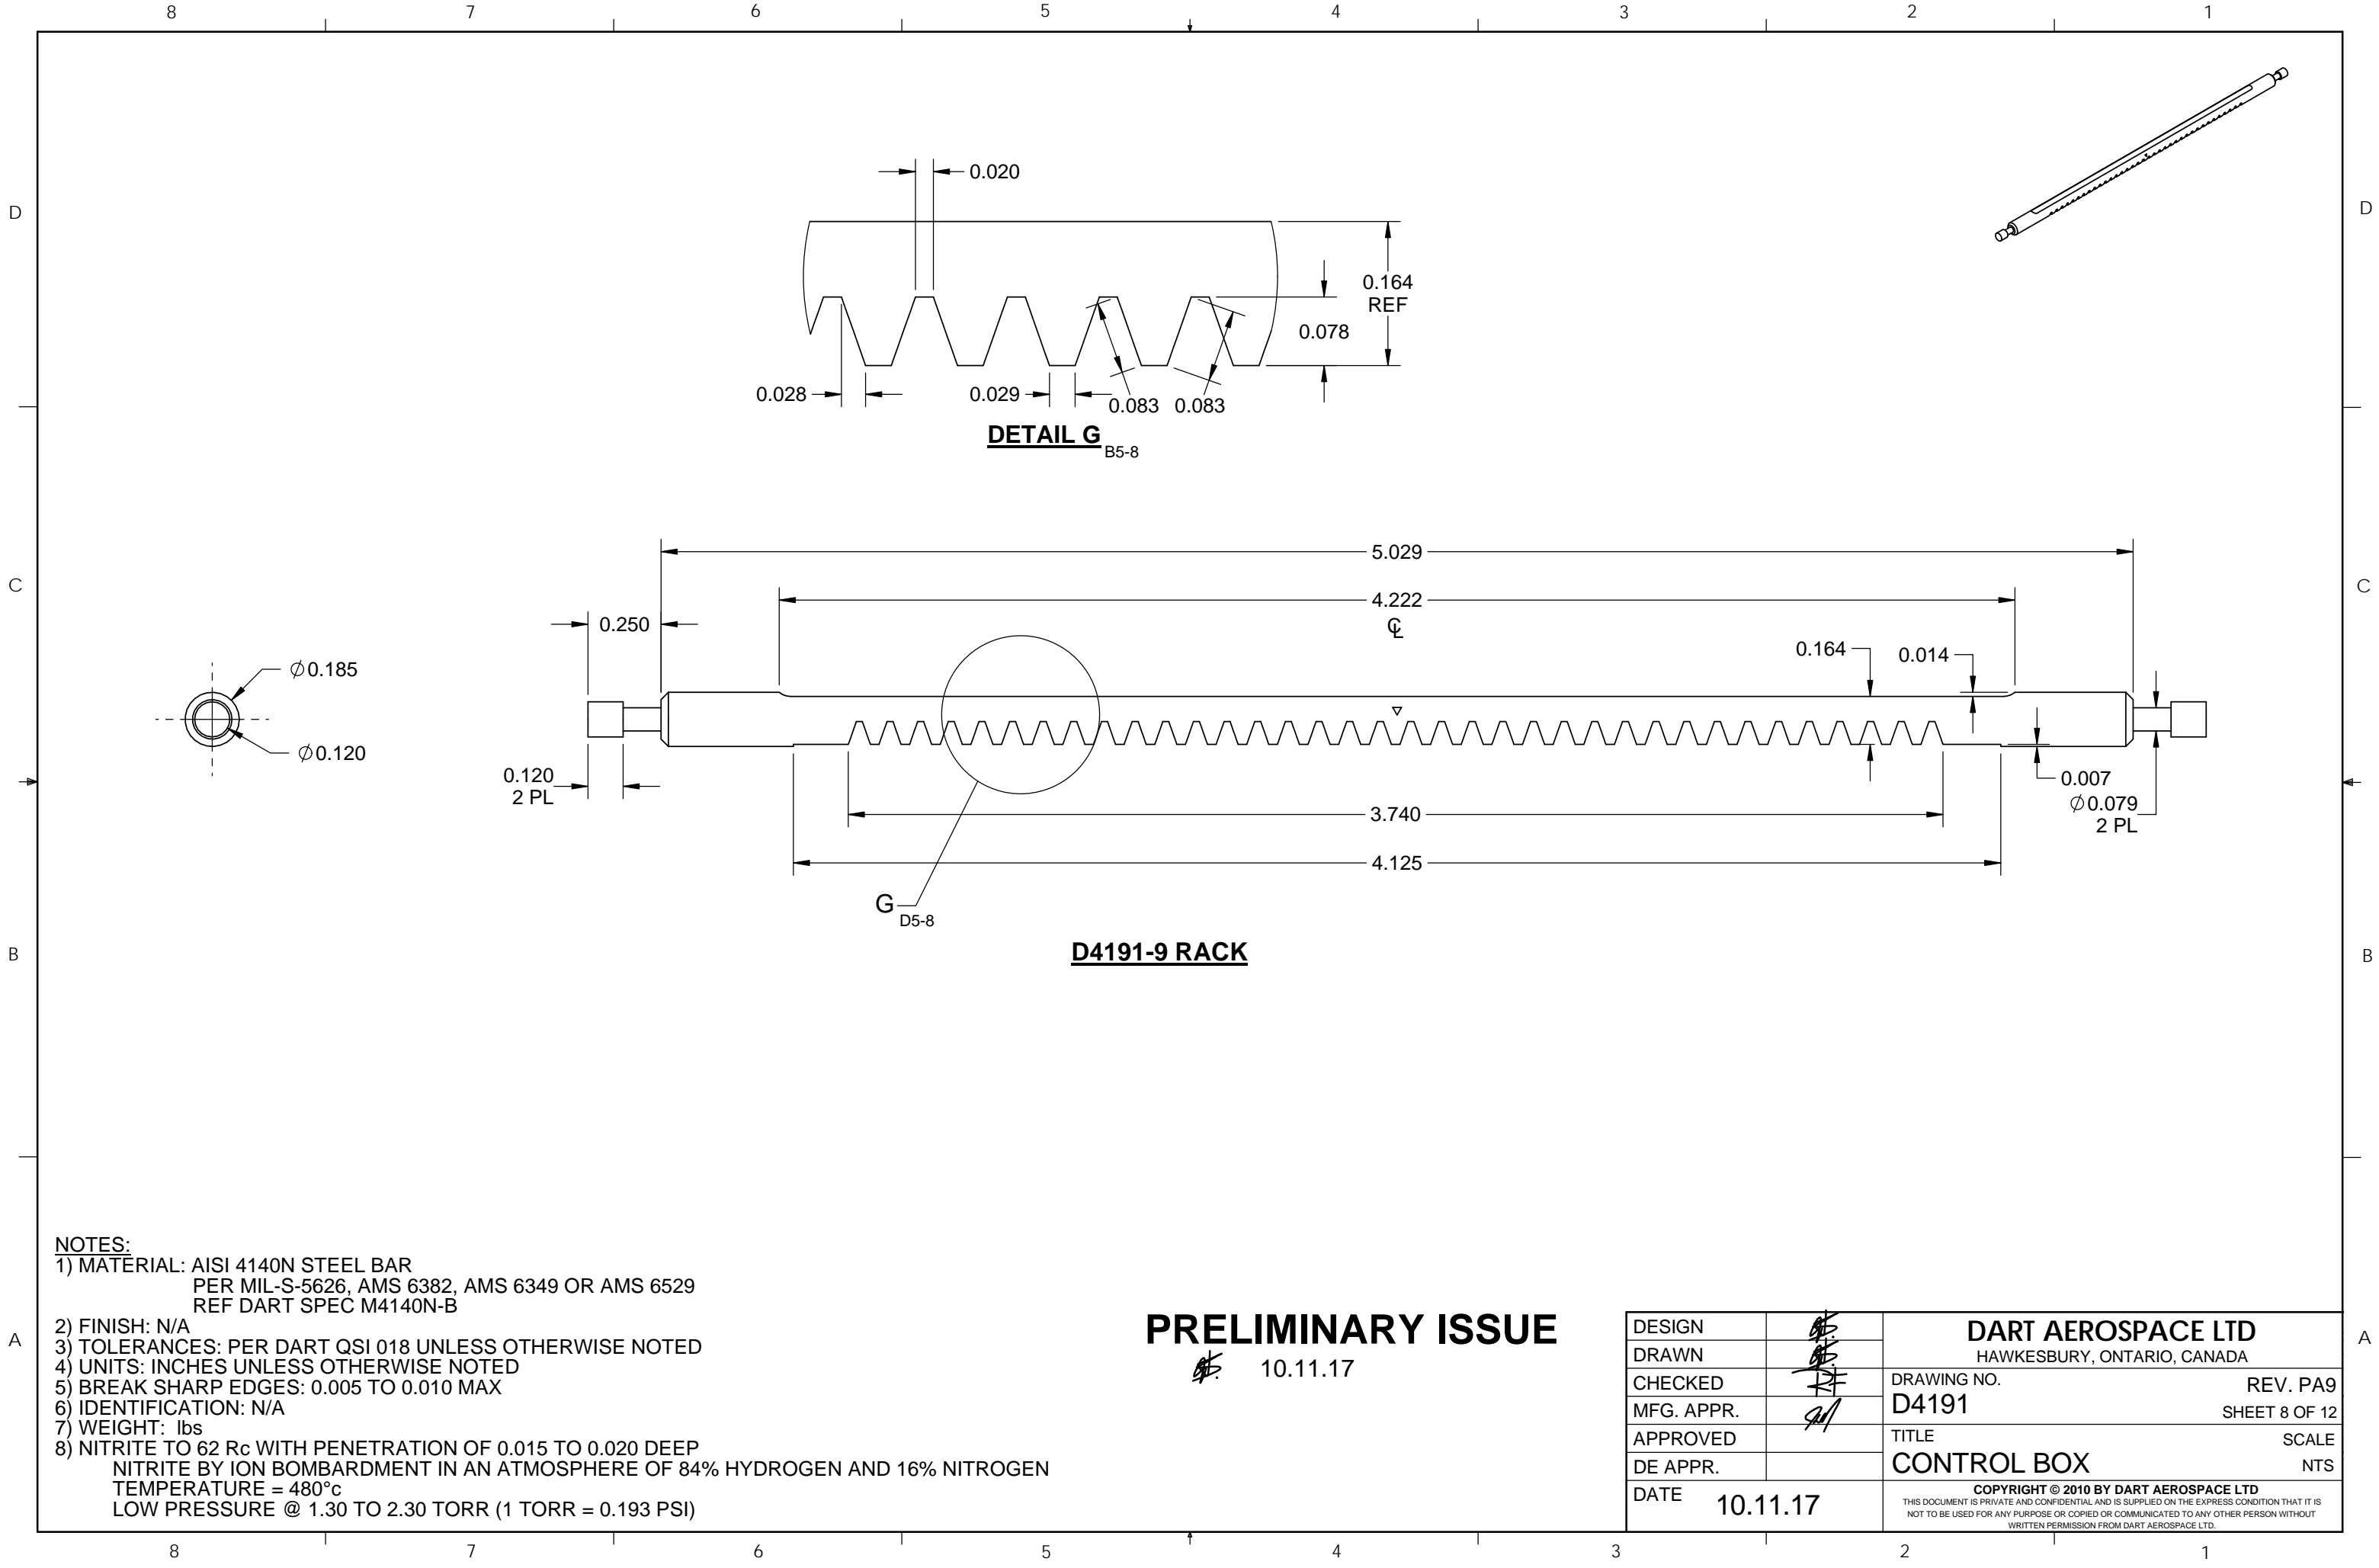 8 7 6 5 4 3 2 1
D D
0.020
0.164
REF
0.078
0.028 0.029 0.083 0.083
DETAIL G B5-8
C C
5.029
4.222
℄
0.250 0.164 0.014
∅0.185
∅0.120
0.120
2 PL
0.007
∅0.079
2 PL
3.740
4.125
G D5-8
B B
D4191-9 RACK
NOTES:
1) MATERIAL: AISI 4140N STEEL BAR
PER MIL-S-5626, AMS 6382, AMS 6349 OR AMS 6529
REF DART SPEC M4140N-B
2) FINISH: N/A
3) TOLERANCES: PER DART QSI 018 UNLESS OTHERWISE NOTED
4) UNITS: INCHES UNLESS OTHERWISE NOTED
5) BREAK SHARP EDGES: 0.005 TO 0.010 MAX
6) IDENTIFICATION: N/A
7) WEIGHT: lbs
8) NITRITE TO 62 Rc WITH PENETRATION OF 0.015 TO 0.020 DEEP
NITRITE BY ION BOMBARDMENT IN AN ATMOSPHERE OF 84% HYDROGEN AND 16% NITROGEN
TEMPERATURE = 480°c
LOW PRESSURE @ 1.30 TO 2.30 TORR (1 TORR = 0.193 PSI)
A A
PRELIMINARY ISSUE
10.11.17
DESIGN
DRAWN
CHECKED
MFG. APPR.
APPROVED
DE APPR.
DATE 10.11.17
DART AEROSPACE LTD
HAWKESBURY, ONTARIO, CANADA
DRAWING NO. REV. PA9
D4191 SHEET 8 OF 12
TITLE SCALE
CONTROL BOX NTS
COPYRIGHT © 2010 BY DART AEROSPACE LTD
THIS DOCUMENT IS PRIVATE AND CONFIDENTIAL AND IS SUPPLIED ON THE EXPRESS CONDITION THAT IT IS
NOT TO BE USED FOR ANY PURPOSE OR COPIED OR COMMUNICATED TO ANY OTHER PERSON WITHOUT
WRITTEN PERMISSION FROM DART AEROSPACE LTD.
8 7 6 5 4 3 2 1